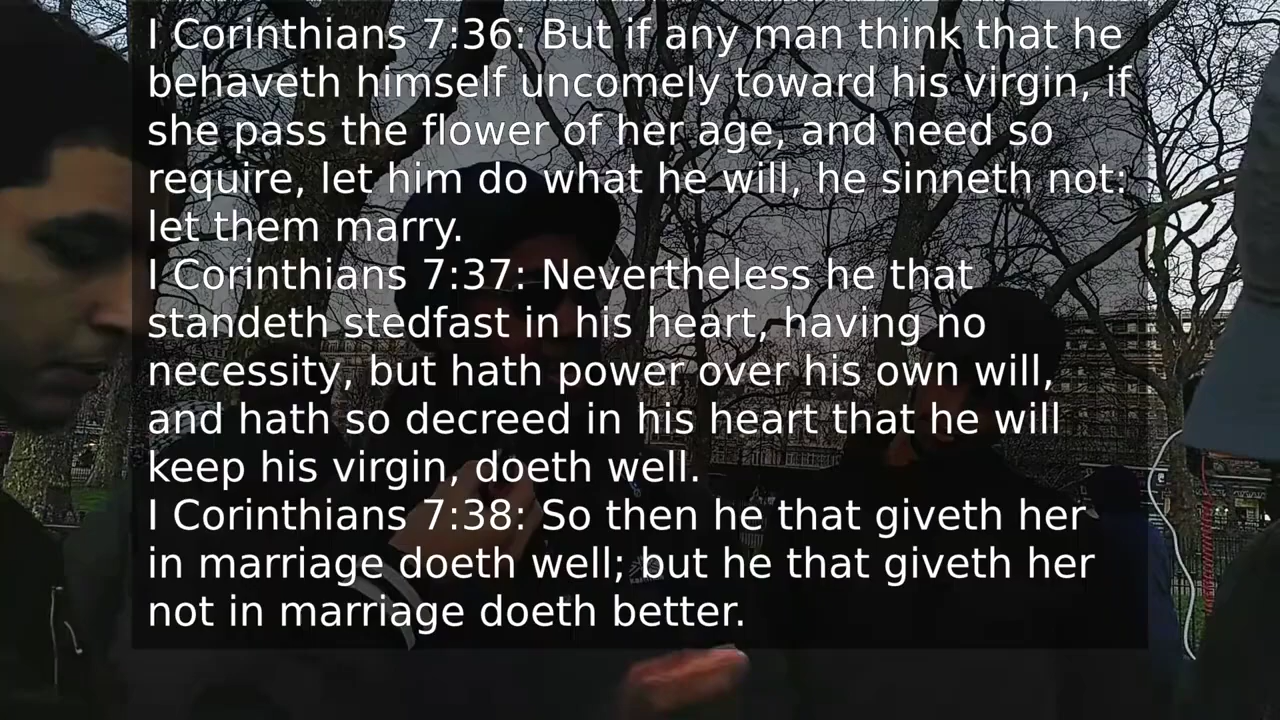 I Corinthians 7:36: But if any man think that he
behaveth himself uncomely toward his virgin, if
she pass the flower of her age, and need so
require, let him do what he will, he sinneth not:
let them marry.
I Corinthians 7:37: Nevertheless he that
standeth stedfast in his heart, having no
necessity, but hath power over his own will,
and hath so decreed in his heart that he will
keep his virgin, doeth well.
I Corinthians 7:38: So then he that giveth her
in marriage doeth well; but he that giveth her
not in marriage doeth better.